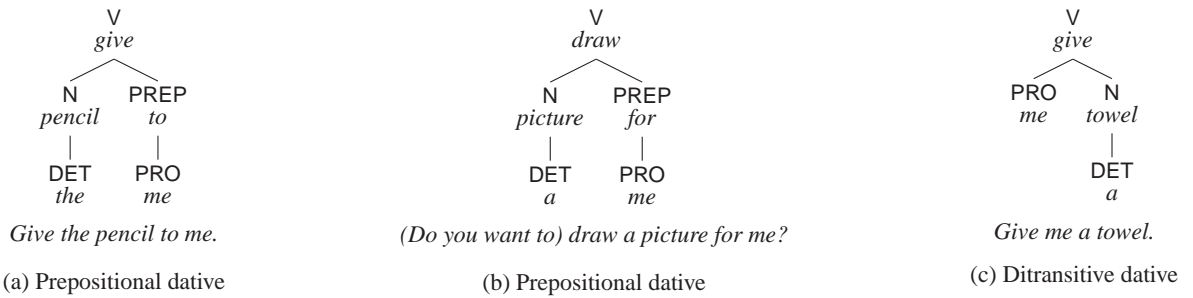 V V V
give draw give
N PREP N PREP PRO N
pencil to picture for me towel
DET PRO DET PRO DET
the me a me a
Give the pencil to me. (Do you want to) draw a picture for me? Give me a towel.
(a) Prepositional dative (b) Prepositional dative (c) Ditransitive dative